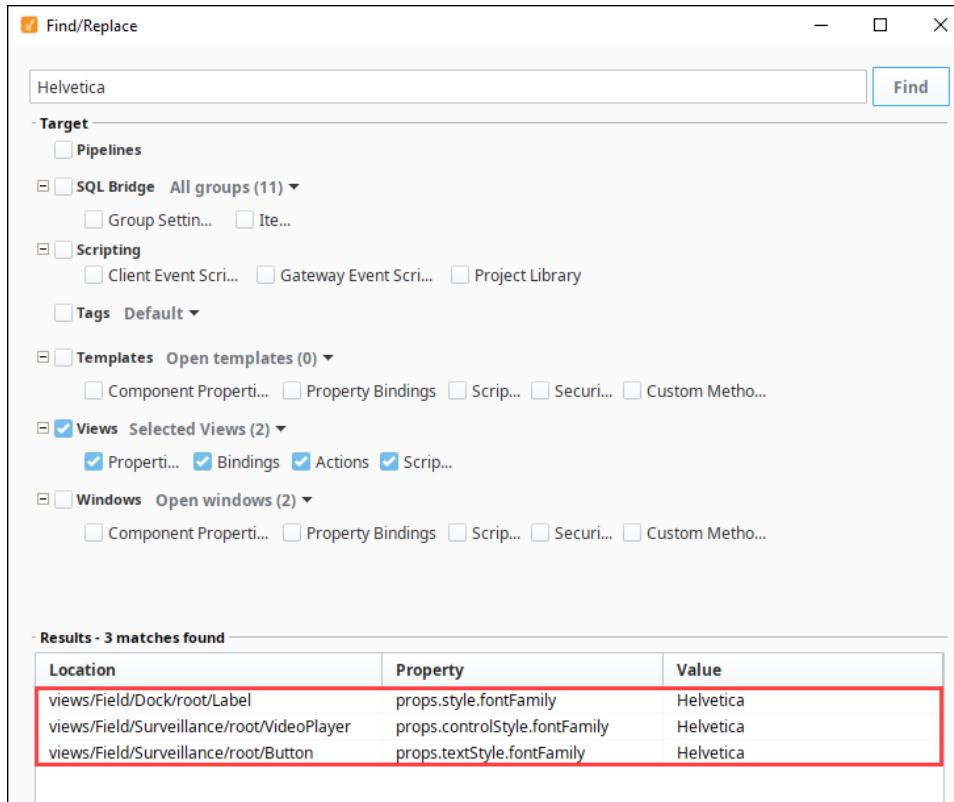 Find/Replace
Helvetica Find
Target
Pipelines
SQL Bridge All groups (11)
Group Settin... Ite...
Scripting
Client Event Scri... Gateway Event Scri... Project Library
Tags Default
Templates Open templates (0)
Component Properti... Property Bindings Scrip... Securi... Custom Metho...
Views Selected Views (2)
Properti... Bindings Actions Scrip...
Windows Open windows (2)
Component Properti... Property Bindings Scrip... Securi... Custom Metho...
Results - 3 matches found
Location Property Value
views/Field/Dock/root/Label props.style.fontFamily Helvetica
views/Field/Surveillance/root/VideoPlayer props.controlStyle.fontFamily Helvetica
views/Field/Surveillance/root/Button props.textStyle.fontFamily Helvetica